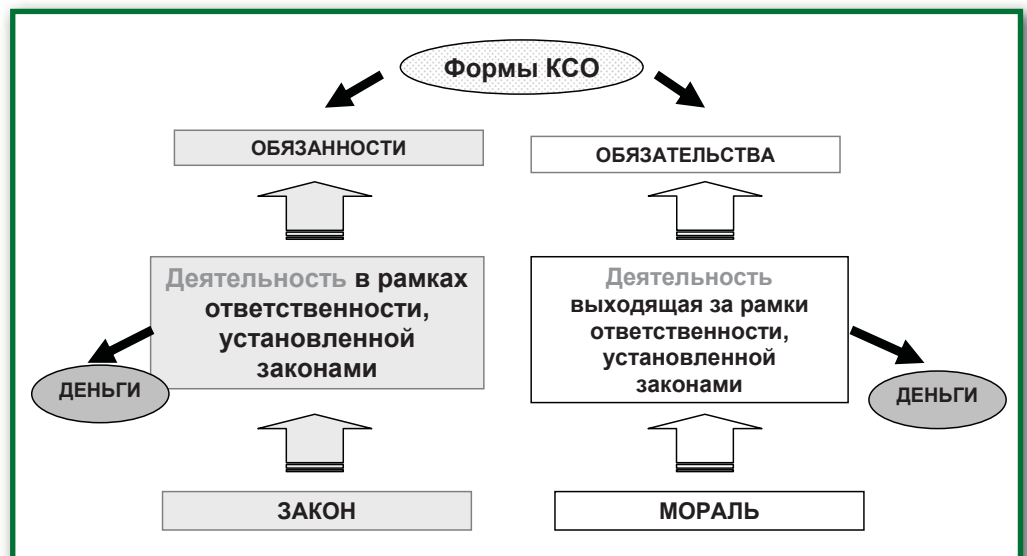 Формы КСО
ОБЯЗАННОСТИ
ОБЯЗАТЕЛЬСТВА
Деятельность в рамках
ответственности,
установленной
законами
Деятельность
выходящая за рамки
ответственности,
установленной
законами
ДЕНЬГИ
ДЕНЬГИ
ЗАКОН
МОРАЛЬ